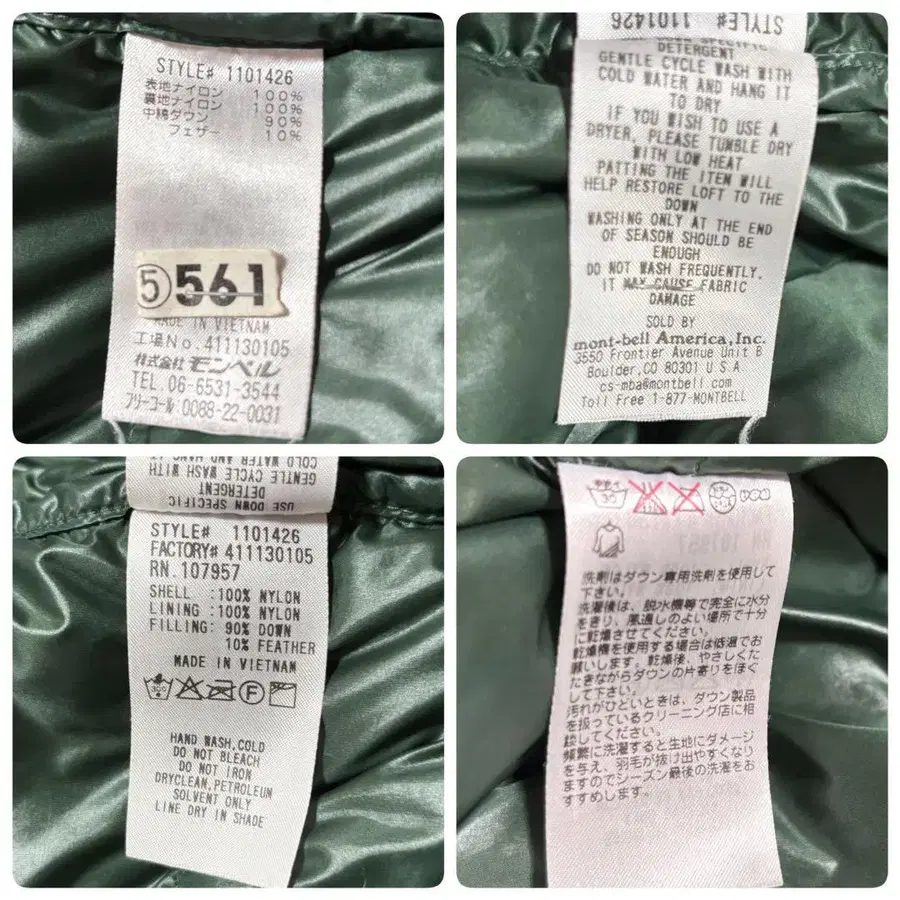 STYLE# 1101426
表地ナイロン 100%
裏地ナイロン 100%
中綿ダウン 90%
フェザー 10%
⑤561
MADE IN VIETNAM
工場No.411130105
株式会社 モンベル
TEL.06-6531-3544
フリーコール 0088-22-0031
STYLE# 1101426
DETERGENT
GENTLE CYCLE WASH WITH
COLD WATER AND HANG IT
TO DRY
IF YOU WISH TO USE A
DRYER, PLEASE TUMBLE DRY
WITH LOW HEAT
PATTING THE ITEM WILL
HELP RESTORE LOFT TO THE
DOWN
WASHING ONLY AT THE END
OF SEASON SHOULD BE
ENOUGH
DO NOT WASH FREQUENTLY.
IT MAY CAUSE FABRIC
DAMAGE
SOLD BY
mont-bell America, Inc.
3550 Frontier Avenue Unit B
Boulder,CO 80301 U.S.A.
cs-mba@montbell.com
Toll Free 1-877-MONTBELL
USE DOWN SPECIFIC
DETERGENT
GENTLE CYCLE WASH WITH
COLD WATER AND HANG
STYLE# 1101426
FACTORY# 411130105
RN.107957
SHELL :100% NYLON
LINING :100% NYLON
FILLING: 90% DOWN
10% FEATHER
MADE IN VIETNAM
30C F
HAND WASH,COLD
DO NOT BLEACH
DO NOT IRON
DRYCLEAN,PETROLEUM
SOLVENT ONLY
LINE DRY IN SHADE
手洗イ 30
洗剤はダウン専用洗剤を使用して
下さい。
洗濯後は、脱水機等で完全に水分
をきり、風通しのよい場所で十分
に乾燥させてください。
乾燥機を使用する場合は低温でお
願いします。乾燥後、やさしくた
たきながらダウンの片寄りをほぐ
して下さい。
汚れがひどいときは、ダウン製品
を扱っているクリーニング店に相
談してください。
頻繁に洗濯すると生地にダメージ
を与え、羽毛が抜け出やすくなり
ますのでシーズン最後の洗濯をお
すすめします。